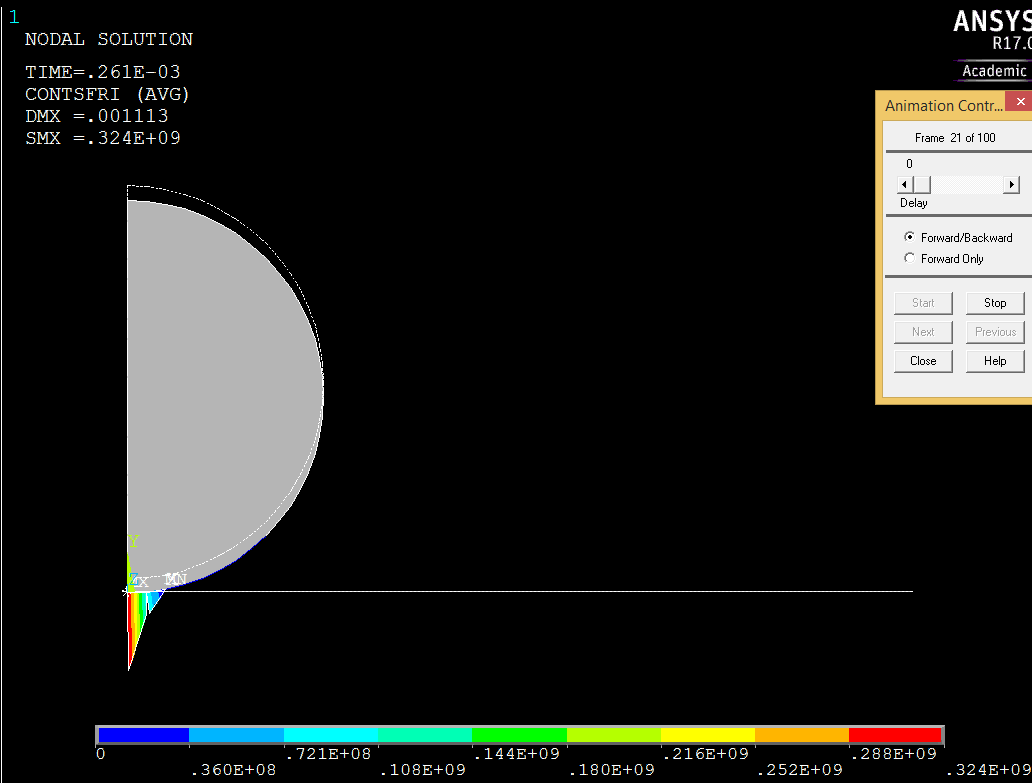 1
NODAL SOLUTION
TIME=.261E-03
CONTSFRI (AVG)
DMX =.001113
SMX =.324E+09
ANSYS
R17.0
Academic
Animation Contr...
Frame 21 of 100
0
Delay
Forward/Backward
Forward Only
Start Stop
Next Previous
Close Help
Y
Z
X
0 .721E+08 .144E+09 .216E+09 .288E+09
.360E+08 .108E+09 .180E+09 .252E+09 .324E+09